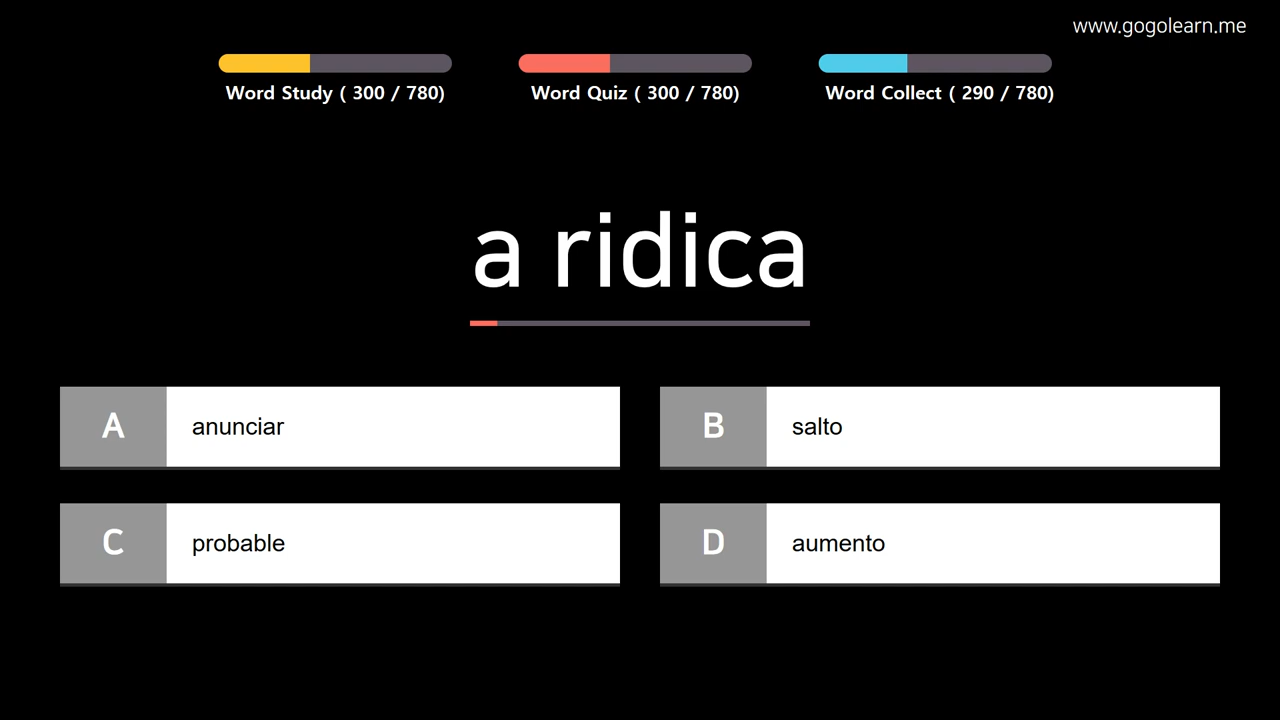 www.gogolearn.me
Word Study ( 300 / 780)
Word Quiz ( 300 / 780)
Word Collect ( 290 / 780)
a ridica
A anunciar
B salto
C probable
D aumento